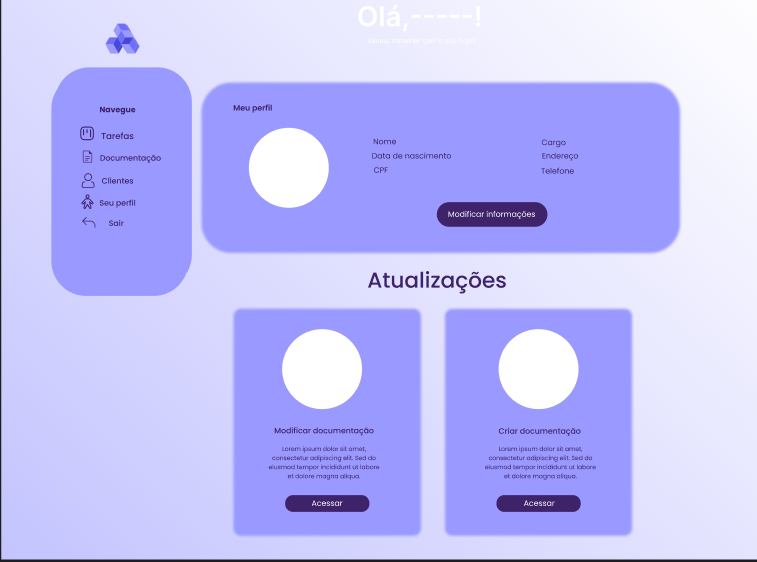 Olá,-----!
Navegue
Tarefas
Documentação
Clientes
Seu perfil
Sair
Meu perfil
Nome
Data de nascimento
CPF
Cargo
Endereço
Telefone
Modificar informações
Atualizações
Modificar documentação
Lorem ipsum dolor sit amet,
consectetur adipiscing elit. Sed do
eiusmod tempor incididunt ut labore
et dolore magna aliqua.
Acessar
Criar documentação
Lorem ipsum dolor sit amet,
consectetur adipiscing elit. Sed do
eiusmod tempor incididunt ut labore
et dolore magna aliqua.
Acessar